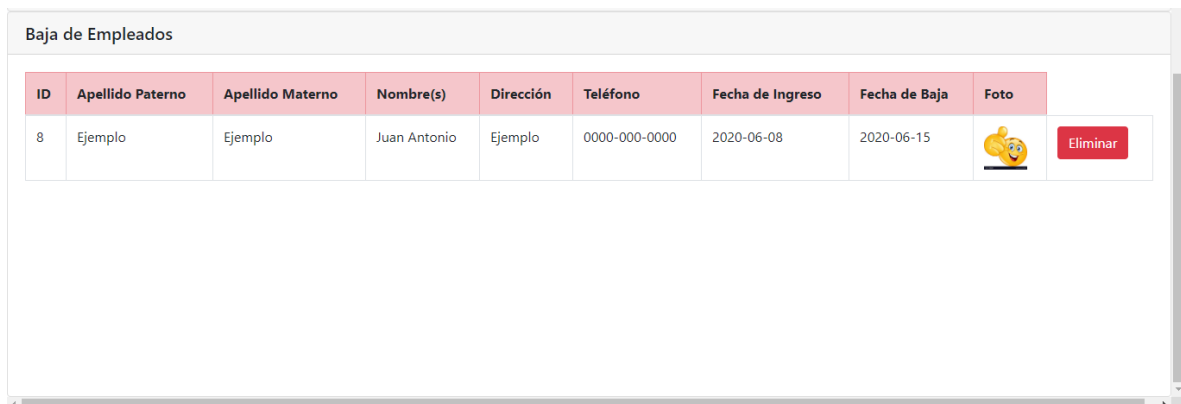 Baja de Empleados
ID Apellido Paterno Apellido Materno Nombre(s) Dirección Teléfono Fecha de Ingreso Fecha de Baja Foto
8 Ejemplo Ejemplo Juan Antonio Ejemplo 0000-000-0000 2020-06-08 2020-06-15 Eliminar